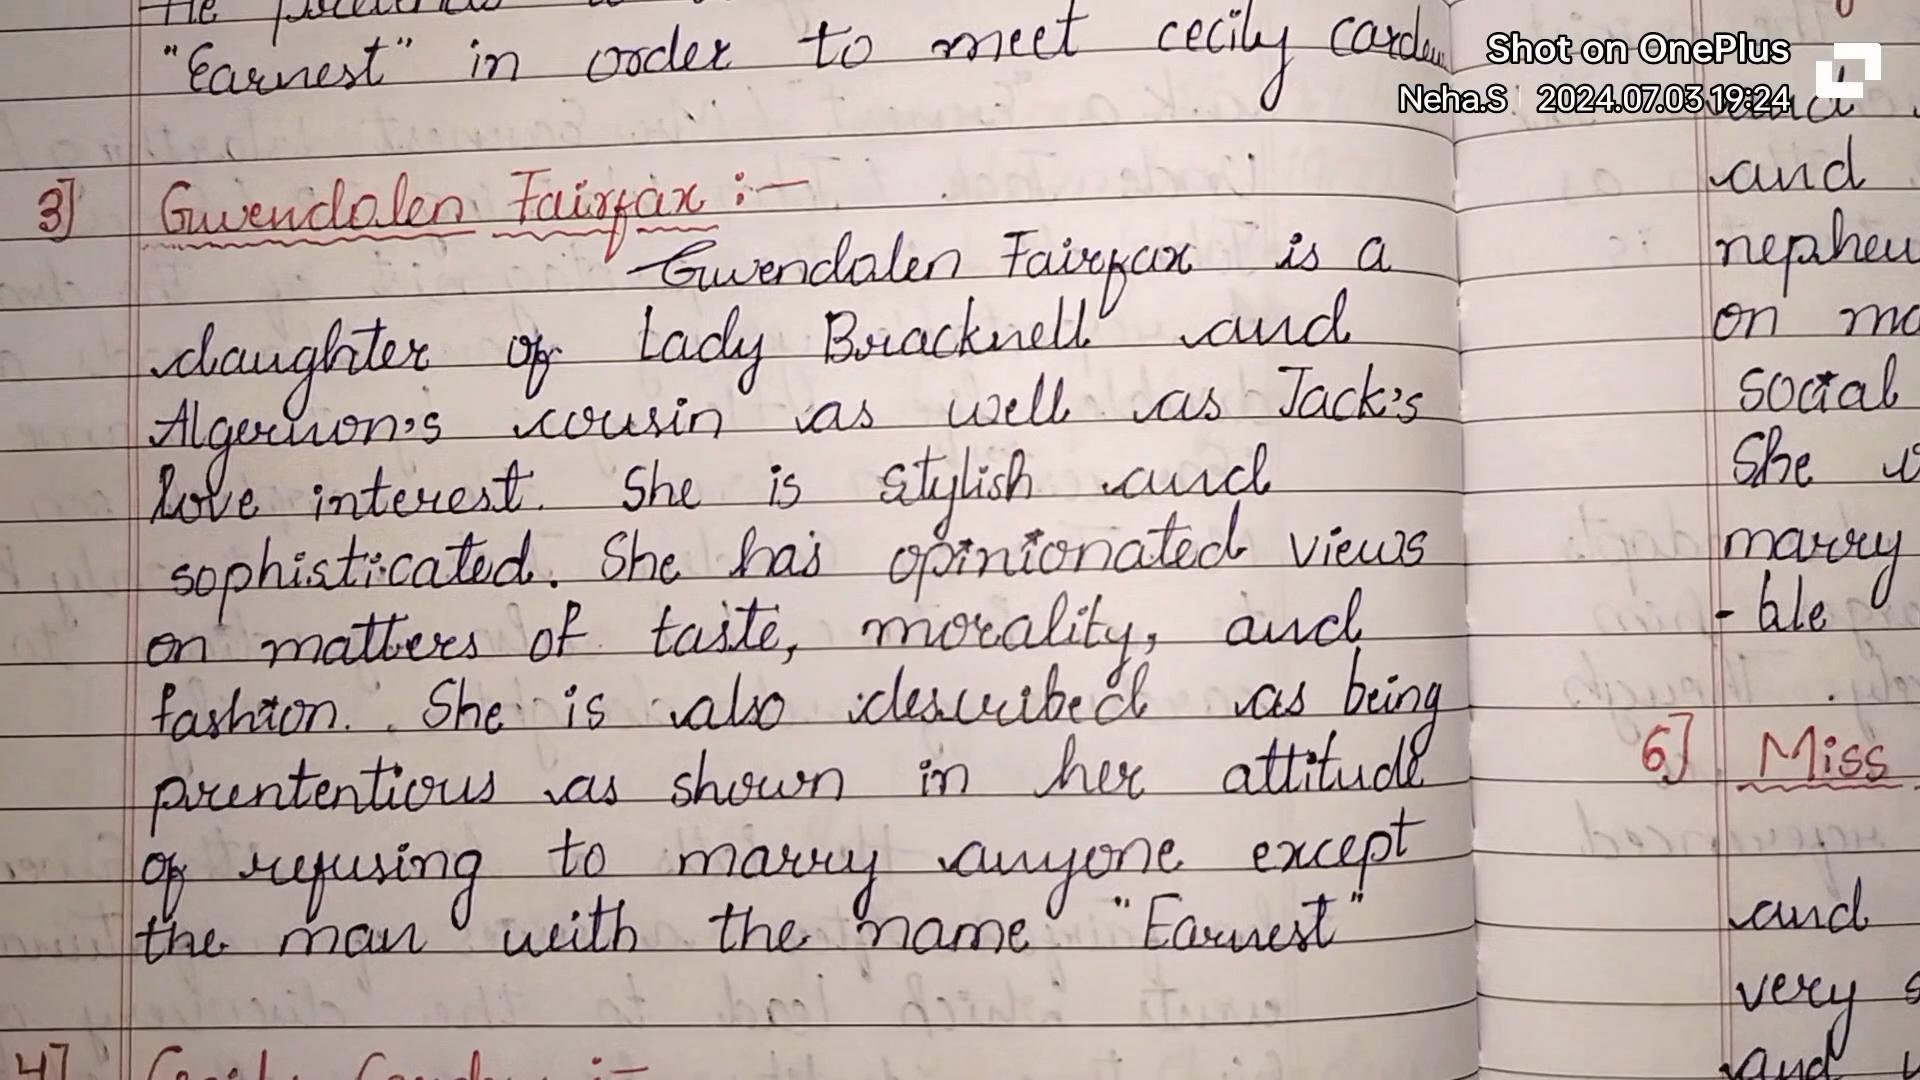 He
"Earnest" in order to meet cecily
Shot on OnePlus
Neha.S | 2024.07.03 19:24
3] Gwendolen Fairfax :-
Gwendolen Fairfax is a
daughter of Lady Bracknell and
Algernon's cousin as well as Jack's
love interest. She is stylish and
sophisticated. She has opinionated views
on matters of taste, morality, and
fashion. She is also described as being
prententious as shown in her attitude
of refusing to marry anyone except
the man with the name "Earnest"
4]
and
on
social
She
marry
- ble
6] Miss
and
very
and